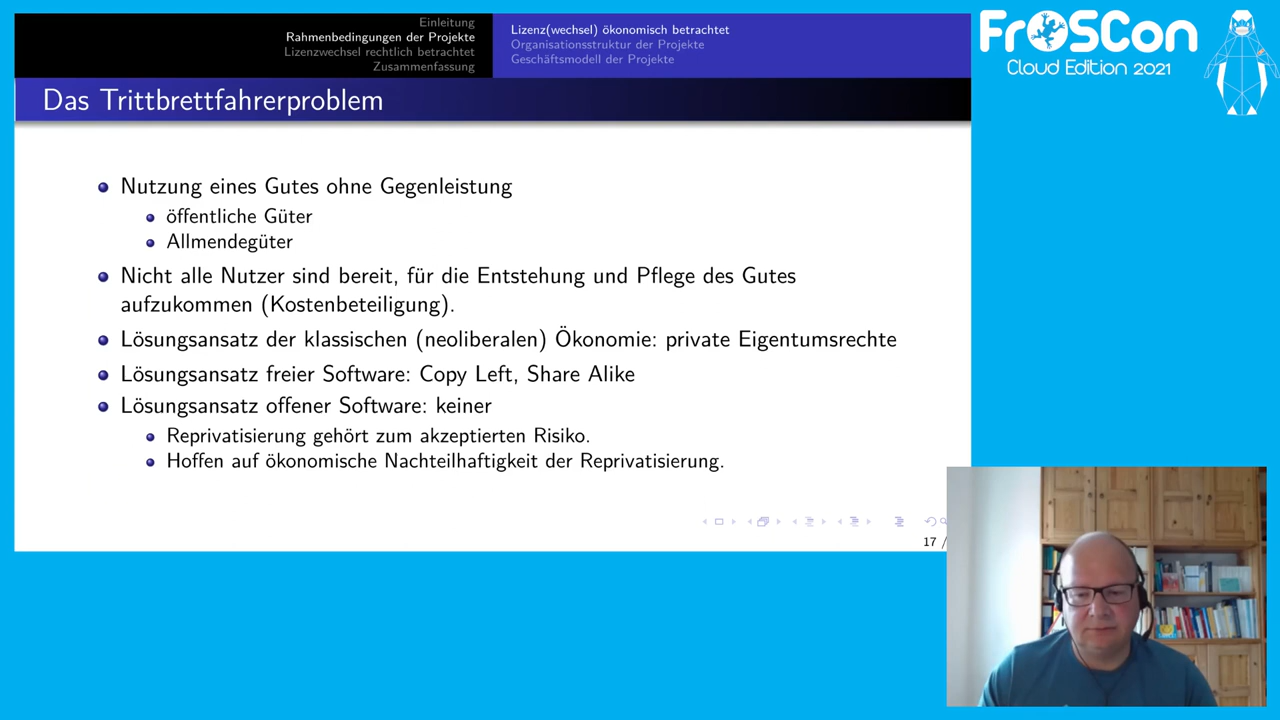 Einleitung
Rahmenbedingungen der Projekte
Lizenzwechsel rechtlich betrachtet
Zusammenfassung
Lizenz(wechsel) ökonomisch betrachtet
Organisationsstruktur der Projekte
Geschäftsmodell der Projekte
FrOSCon
Cloud Edition 2021
Das Trittbrettfahrerproblem
Nutzung eines Gutes ohne Gegenleistung
öffentliche Güter
Allmendegüter
Nicht alle Nutzer sind bereit, für die Entstehung und Pflege des Gutes
aufzukommen (Kostenbeteiligung).
Lösungsansatz der klassischen (neoliberalen) Ökonomie: private Eigentumsrechte
Lösungsansatz freier Software: Copy Left, Share Alike
Lösungsansatz offener Software: keiner
Reprivatisierung gehört zum akzeptierten Risiko.
Hoffen auf ökonomische Nachteilhaftigkeit der Reprivatisierung.
17 /